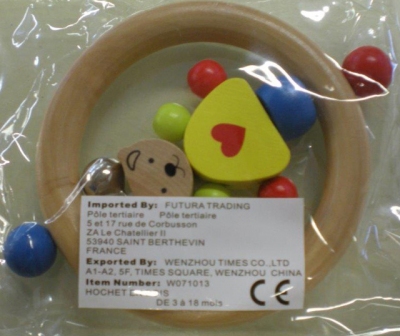 Imported By: FUTURA TRADING
Pôle tertiaire Pôle tertiaire
5 et 17 rue de Corbusson
ZA Le Chatellier II
53940 SAINT BERTHEVIN
FRANCE
Exported By: WENZHOU TIMES CO.,LTD
A1-A2, 5F, TIMES SQUARE, WENZHOU CHINA
Item Number: W071013
HOCHET
DE 3 à 18 mois
CE